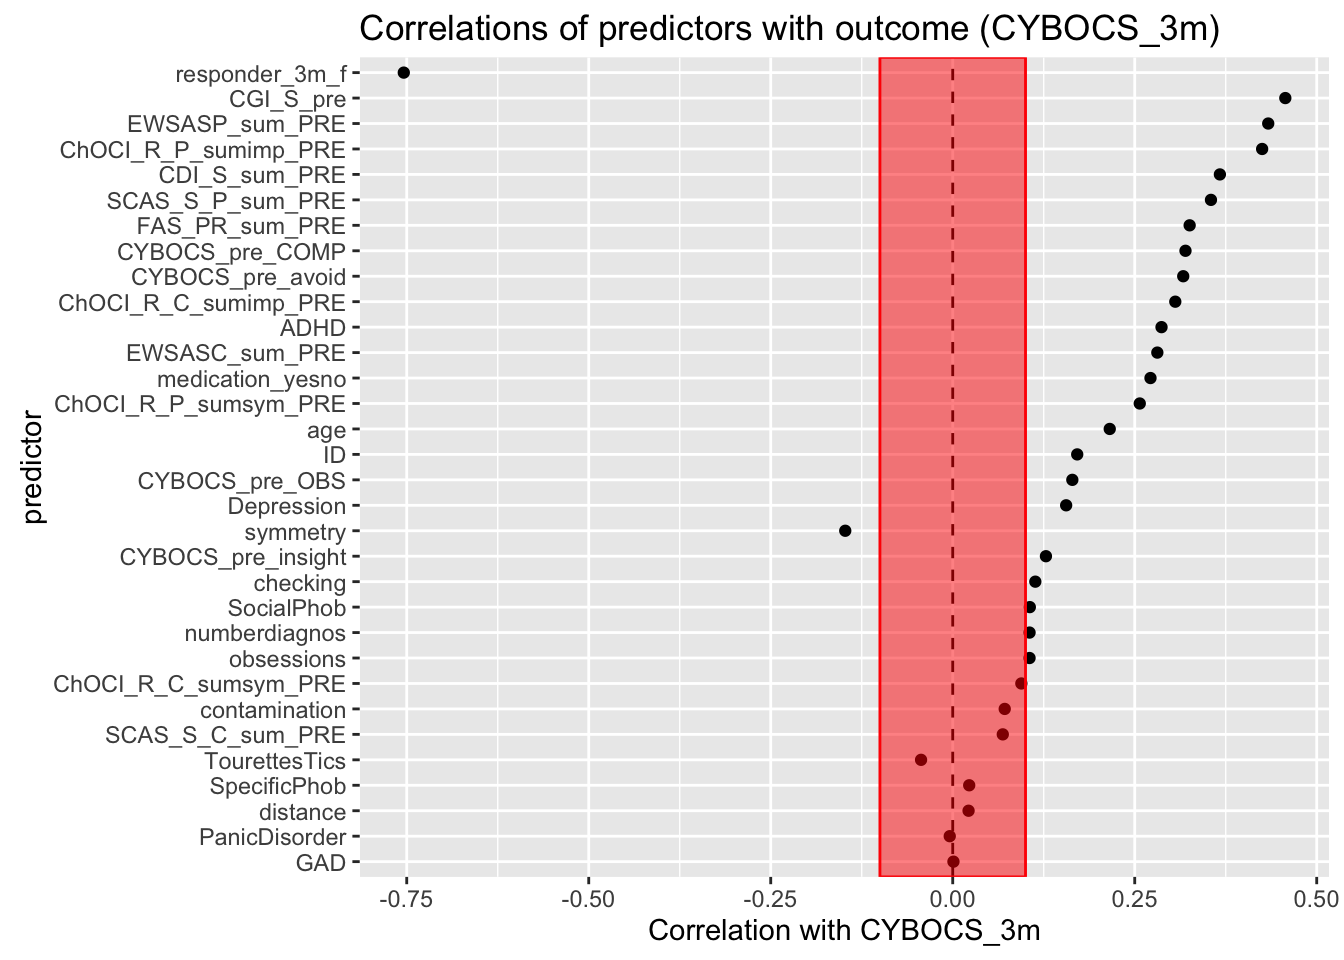 Correlations of predictors with outcome (CYBOCS_3m)
responder_3m_f
CGI_S_pre
EWSASP_sum_PRE
ChOCI_R_P_sumimp_PRE
CDI_S_sum_PRE
SCAS_S_P_sum_PRE
FAS_PR_sum_PRE
CYBOCS_pre_COMP
CYBOCS_pre_avoid
ChOCI_R_C_sumimp_PRE
ADHD
EWSASC_sum_PRE
medication_yesno
ChOCI_R_P_sumsym_PRE
age
ID
CYBOCS_pre_OBS
Depression
symmetry
CYBOCS_pre_insight
checking
SocialPhob
numberdiagnos
obsessions
ChOCI_R_C_sumsym_PRE
contamination
SCAS_S_C_sum_PRE
TourettesTics
SpecificPhob
distance
PanicDisorder
GAD
predictor
-0.75 -0.50 -0.25 0.00 0.25 0.50
Correlation with CYBOCS_3m